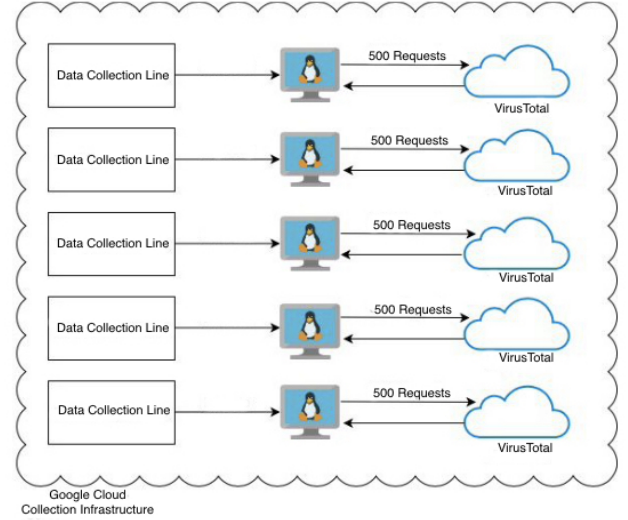 500 Requests
Data Collection Line
VirusTotal
500 Requests
Data Collection Line
VirusTotal
500 Requests
Data Collection Line
VirusTotal
500 Requests
Data Collection Line
VirusTotal
500 Requests
Data Collection Line
VirusTotal
Google Cloud
Collection Infrastructure